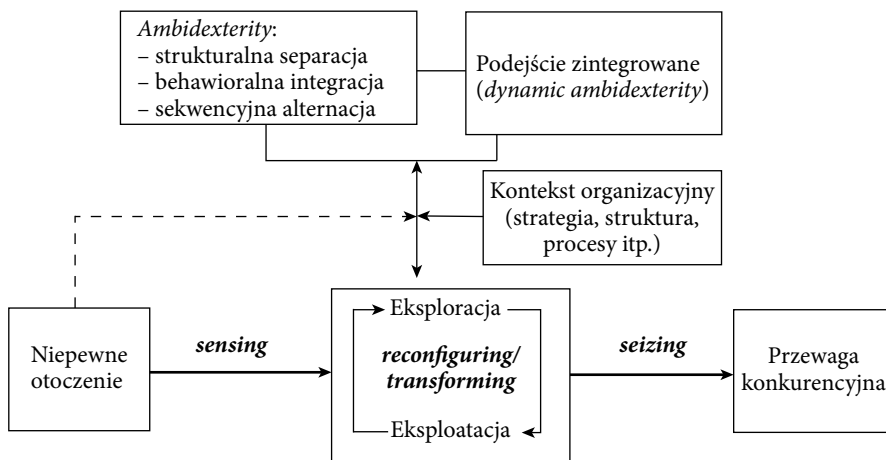 Ambidexterity:
– strukturalna separacja
– behawioralna integracja
– sekwencyjna alternacja
Podejście zintegrowane
(dynamic ambidexterity)
Kontekst organizacyjny
(strategia, struktura,
procesy itp.)
Niepewne
otoczenie
sensing
Eksploracja
reconfiguring/
transforming
Eksploatacja
seizing
Przewaga
konkurencyjna